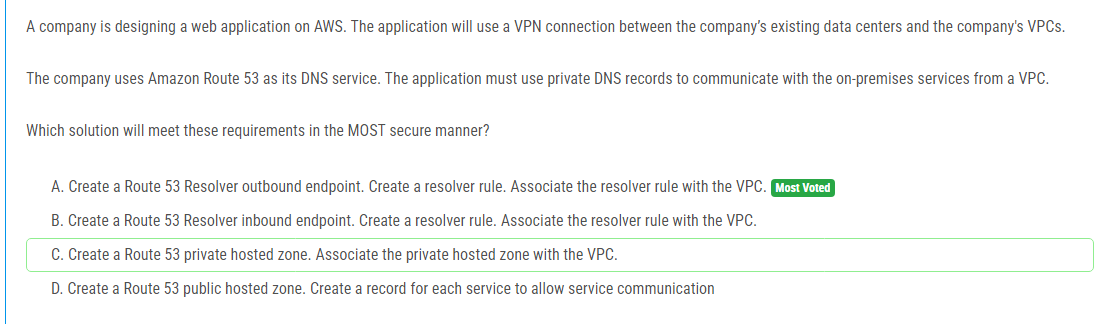 A company is designing a web application on AWS. The application will use a VPN connection between the company’s existing data centers and the company's VPCs.
The company uses Amazon Route 53 as its DNS service. The application must use private DNS records to communicate with the on-premises services from a VPC.
Which solution will meet these requirements in the MOST secure manner?
A. Create a Route 53 Resolver outbound endpoint. Create a resolver rule. Associate the resolver rule with the VPC. Most Voted
B. Create a Route 53 Resolver inbound endpoint. Create a resolver rule. Associate the resolver rule with the VPC.
C. Create a Route 53 private hosted zone. Associate the private hosted zone with the VPC.
D. Create a Route 53 public hosted zone. Create a record for each service to allow service communication